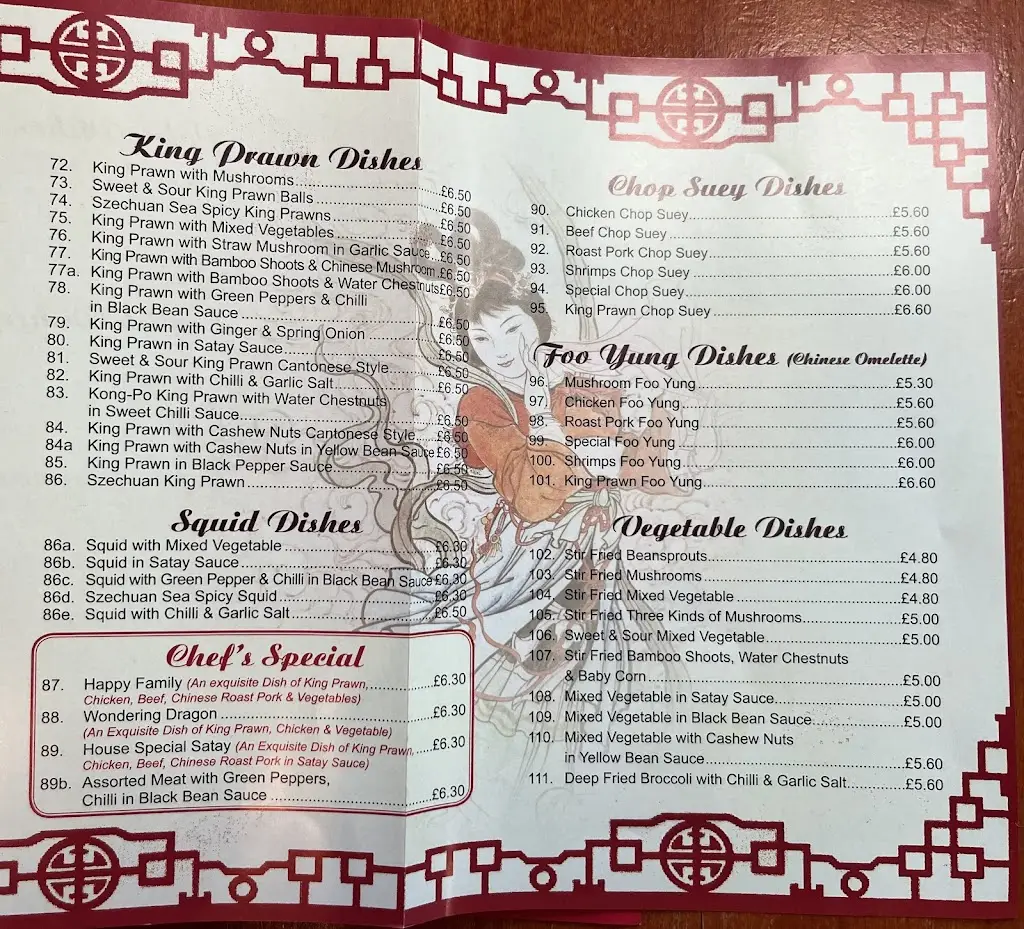 King Prawn Dishes
72. King Prawn with Mushrooms £6.50
73. Sweet & Sour King Prawn Balls £6.50
74. Szechuan Sea Spicy King Prawns £6.50
75. King Prawn with Mixed Vegetables £6.50
76. King Prawn with Straw Mushroom in Garlic Sauce £6.50
77. King Prawn with Bamboo Shoots & Chinese Mushroom £6.50
77a. King Prawn with Bamboo Shoots & Water Chestnuts £6.50
78. King Prawn with Green Peppers & Chilli
in Black Bean Sauce £6.50
79. King Prawn with Ginger & Spring Onion £6.50
80. King Prawn in Satay Sauce £6.50
81. Sweet & Sour King Prawn Cantonese Style £6.50
82. King Prawn with Chilli & Garlic Salt £6.50
83. Kong-Po King Prawn with Water Chestnuts
in Sweet Chilli Sauce £6.50
84. King Prawn with Cashew Nuts Cantonese Style £6.50
84a King Prawn with Cashew Nuts in Yellow Bean Sauce £6.50
85. King Prawn in Black Pepper Sauce £6.50
86. Szechuan King Prawn £6.50
Squid Dishes
86a. Squid with Mixed Vegetable £6.30
86b. Squid in Satay Sauce £6.30
86c. Squid with Green Pepper & Chilli in Black Bean Sauce £6.30
86d. Szechuan Sea Spicy Squid £6.30
86e. Squid with Chilli & Garlic Salt £6.50
Chef's Special
87. Happy Family (An exquisite Dish of King Prawn, £6.30
Chicken, Beef, Chinese Roast Pork & Vegetables)
88. Wondering Dragon £6.30
(An Exquisite Dish of King Prawn, Chicken & Vegetable)
89. House Special Satay (An Exquisite Dish of King Prawn, £6.30
Chicken, Beef, Chinese Roast Pork in Satay Sauce)
89b. Assorted Meat with Green Peppers,
Chilli in Black Bean Sauce £6.30
Chop Suey Dishes
90. Chicken Chop Suey £5.60
91. Beef Chop Suey £5.60
92. Roast Pork Chop Suey £5.60
93. Shrimps Chop Suey £6.00
94. Special Chop Suey £6.00
95. King Prawn Chop Suey £6.60
Foo Yung Dishes (Chinese Omelette)
96. Mushroom Foo Yung £5.30
97. Chicken Foo Yung £5.60
98. Roast Pork Foo Yung £5.60
99. Special Foo Yung £6.00
100. Shrimps Foo Yung £6.00
101. King Prawn Foo Yung £6.60
Vegetable Dishes
102. Stir Fried Beansprouts £4.80
103. Stir Fried Mushrooms £4.80
104. Stir Fried Mixed Vegetable £4.80
105. Stir Fried Three Kinds of Mushrooms £5.00
106. Sweet & Sour Mixed Vegetable £5.00
107. Stir Fried Bamboo Shoots, Water Chestnuts
& Baby Corn £5.00
108. Mixed Vegetable in Satay Sauce £5.00
109. Mixed Vegetable in Black Bean Sauce £5.00
110. Mixed Vegetable with Cashew Nuts
in Yellow Bean Sauce £5.60
111. Deep Fried Broccoli with Chilli & Garlic Salt £5.60